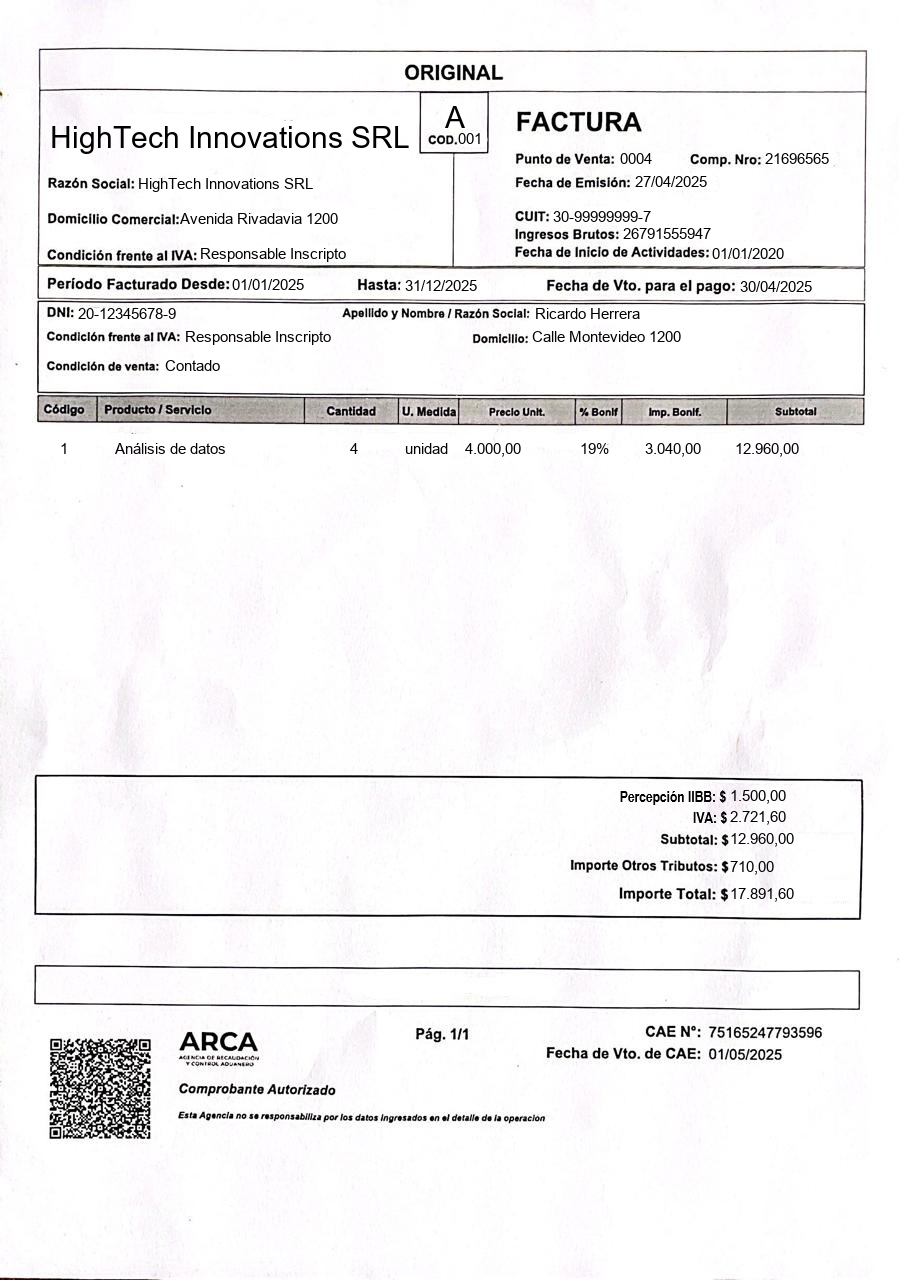 ORIGINAL
HighTech Innovations SRL
A
COD.001
FACTURA
Punto de Venta: 0004 Comp. Nro: 21696565
Razón Social: HighTech Innovations SRL
Fecha de Emisión: 27/04/2025
Domicilio Comercial:Avenida Rivadavia 1200
CUIT: 30-99999999-7
Ingresos Brutos: 26791555947
Condición frente al IVA: Responsable Inscripto
Fecha de Inicio de Actividades: 01/01/2020
Período Facturado Desde: 01/01/2025 Hasta: 31/12/2025 Fecha de Vto. para el pago: 30/04/2025
DNI: 20-12345678-9 Apellido y Nombre / Razón Social: Ricardo Herrera
Condición frente al IVA: Responsable Inscripto Domicilio: Calle Montevideo 1200
Condición de venta: Contado
Código Producto / Servicio Cantidad U. Medida Precio Unit. % Bonif Imp. Bonif. Subtotal
1 Análisis de datos 4 unidad 4.000,00 19% 3.040,00 12.960,00
Percepción IIBB: $ 1.500,00
IVA: $ 2.721,60
Subtotal: $ 12.960,00
Importe Otros Tributos: $ 710,00
Importe Total: $ 17.891,60
ARCA
AGENCIA DE RECAUDACIÓN
Y CONTROL ADUANERO
Pág. 1/1
CAE N°: 75165247793596
Fecha de Vto. de CAE: 01/05/2025
Comprobante Autorizado
Esta Agencia no se responsabiliza por los datos ingresados en el detalle de la operación